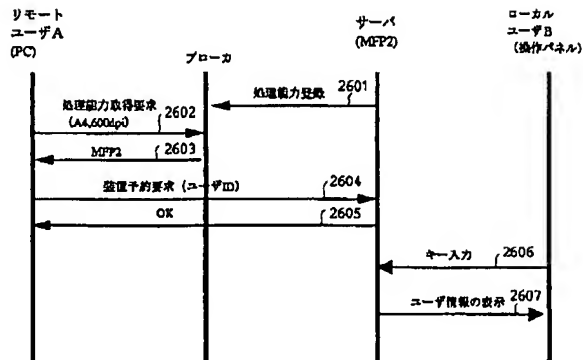 リモート
ユーザA
(PC)
ブローカ
サーバ
(MFP2)
ローカル
ユーザB
(操作パネル)
処理能力登録
2601
処理能力取得要求
(A4,600dpi)
2602
MFP2
2603
装置予約要求 (ユーザID)
2604
OK
2605
キー入力
2606
ユーザ情報の表示
2607